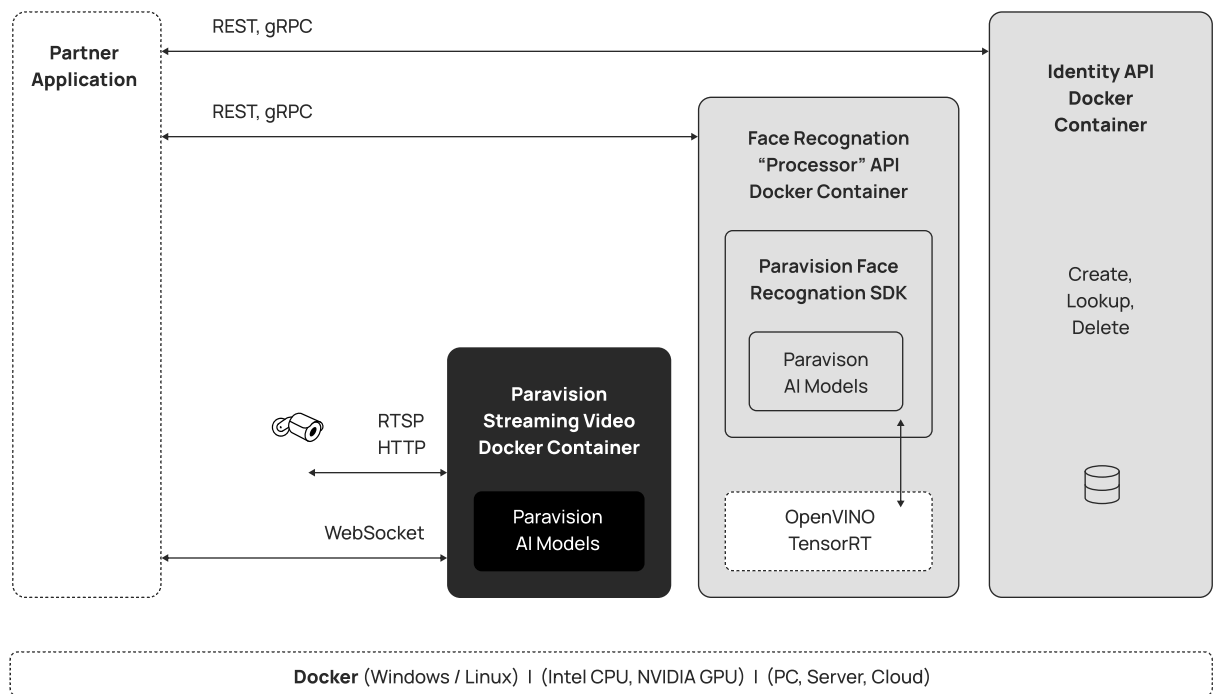 Partner
Application
REST, gRPC
REST, gRPC
Identity API
Docker
Container
Create,
Lookup,
Delete
Face Recognation
“Processor” API
Docker Container
Paravision Face
Recognation SDK
Paravison
AI Models
OpenVINO
TensorRT
Paravision
Streaming Video
Docker Container
Paravision
AI Models
RTSP
HTTP
WebSocket
Docker (Windows / Linux) | (Intel CPU, NVIDIA GPU) | (PC, Server, Cloud)